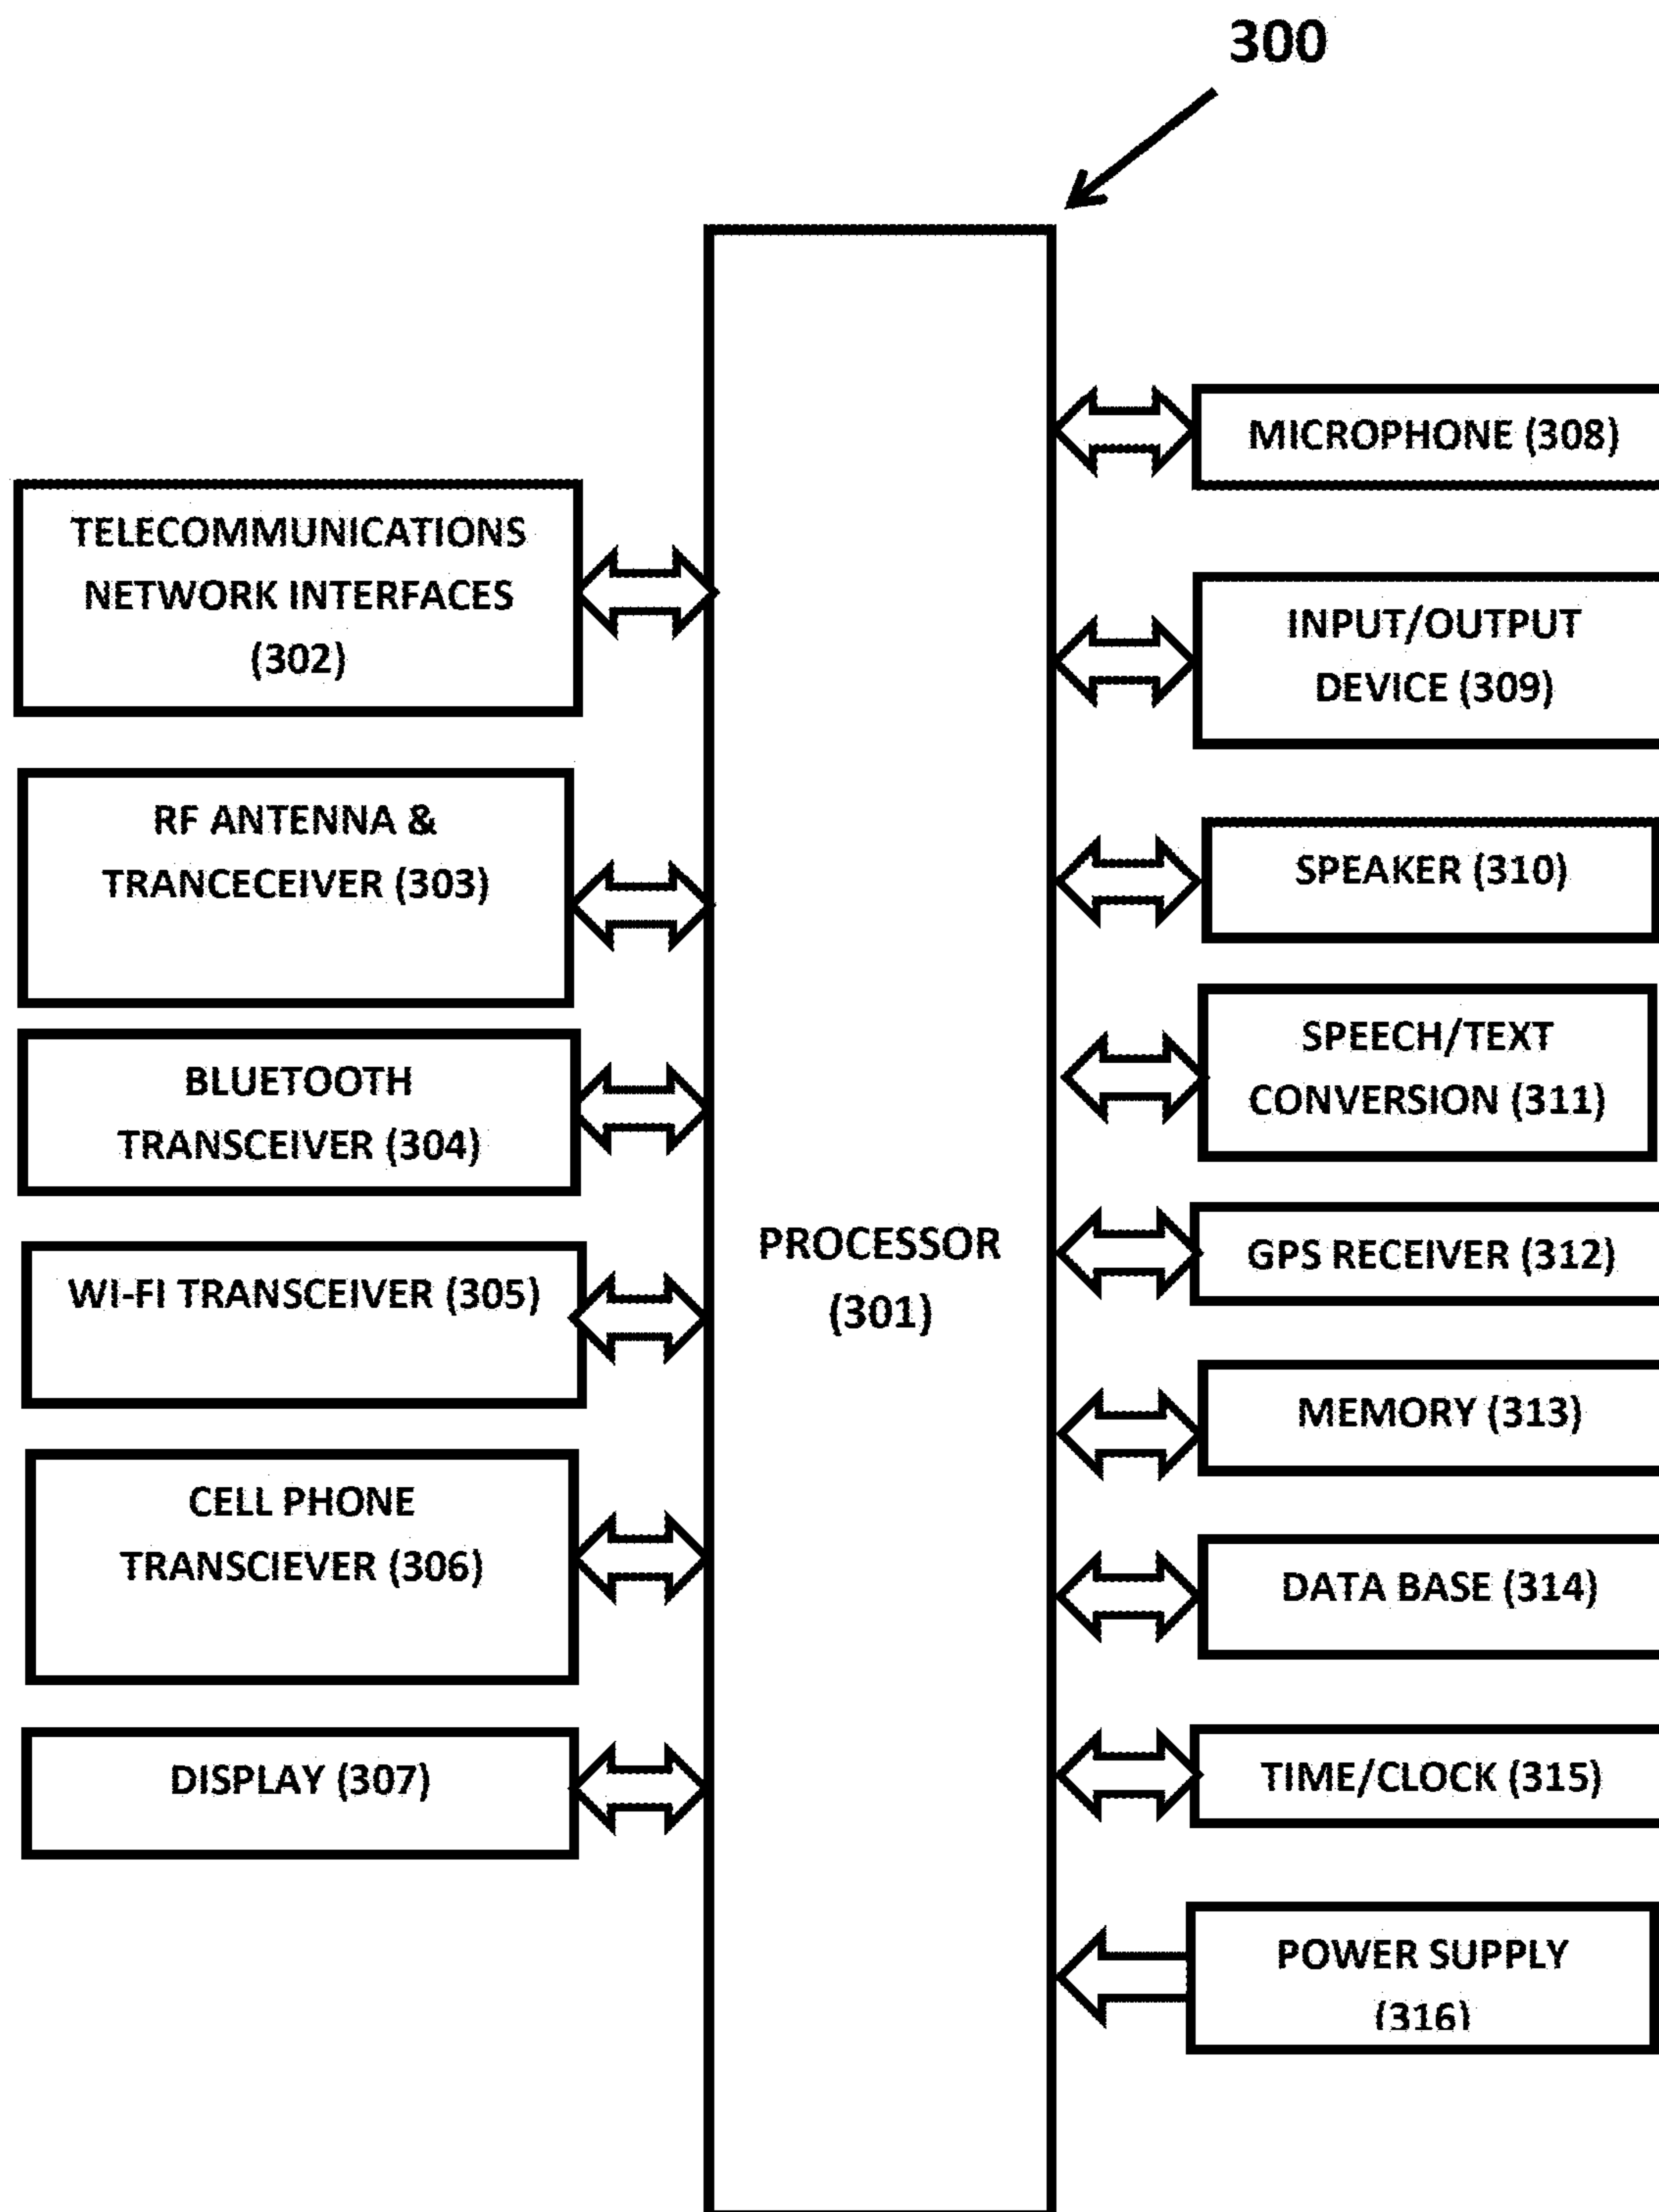 300
TELECOMMUNICATIONS
NETWORK INTERFACES
(302)
RF ANTENNA &
TRANCECEIVER (303)
BLUETOOTH
TRANSCEIVER (304)
WI-FI TRANSCEIVER (305)
CELL PHONE
TRANSCIEVER (306)
DISPLAY (307)
PROCESSOR
(301)
MICROPHONE (308)
INPUT/OUTPUT
DEVICE (309)
SPEAKER (310)
SPEECH/TEXT
CONVERSION (311)
GPS RECEIVER (312)
MEMORY (313)
DATA BASE (314)
TIME/CLOCK (315)
POWER SUPPLY
(316)